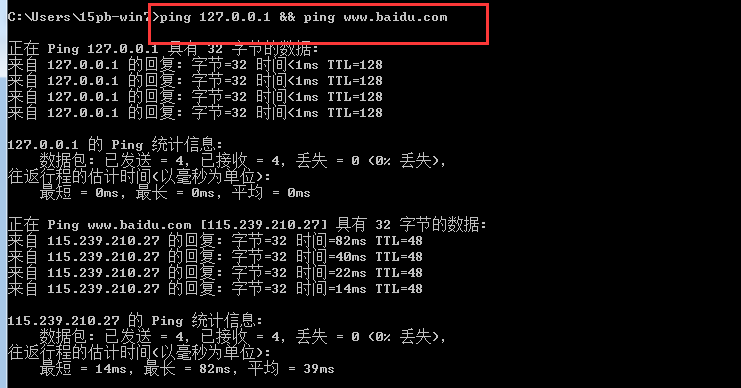 C:\Users\15pb-win7>ping 127.0.0.1 && ping www.baidu.com
正在 Ping 127.0.0.1 具有 32 字节的数据:
来自 127.0.0.1 的回复: 字节=32 时间<1ms TTL=128
来自 127.0.0.1 的回复: 字节=32 时间<1ms TTL=128
来自 127.0.0.1 的回复: 字节=32 时间<1ms TTL=128
来自 127.0.0.1 的回复: 字节=32 时间<1ms TTL=128
127.0.0.1 的 Ping 统计信息:
数据包: 已发送 = 4, 已接收 = 4, 丢失 = 0 (0% 丢失),
往返行程的估计时间(以毫秒为单位):
最短 = 0ms, 最长 = 0ms, 平均 = 0ms
正在 Ping www.baidu.com [115.239.210.27] 具有 32 字节的数据:
来自 115.239.210.27 的回复: 字节=32 时间=82ms TTL=48
来自 115.239.210.27 的回复: 字节=32 时间=40ms TTL=48
来自 115.239.210.27 的回复: 字节=32 时间=22ms TTL=48
来自 115.239.210.27 的回复: 字节=32 时间=14ms TTL=48
115.239.210.27 的 Ping 统计信息:
数据包: 已发送 = 4, 已接收 = 4, 丢失 = 0 (0% 丢失),
往返行程的估计时间(以毫秒为单位):
最短 = 14ms, 最长 = 82ms, 平均 = 39ms